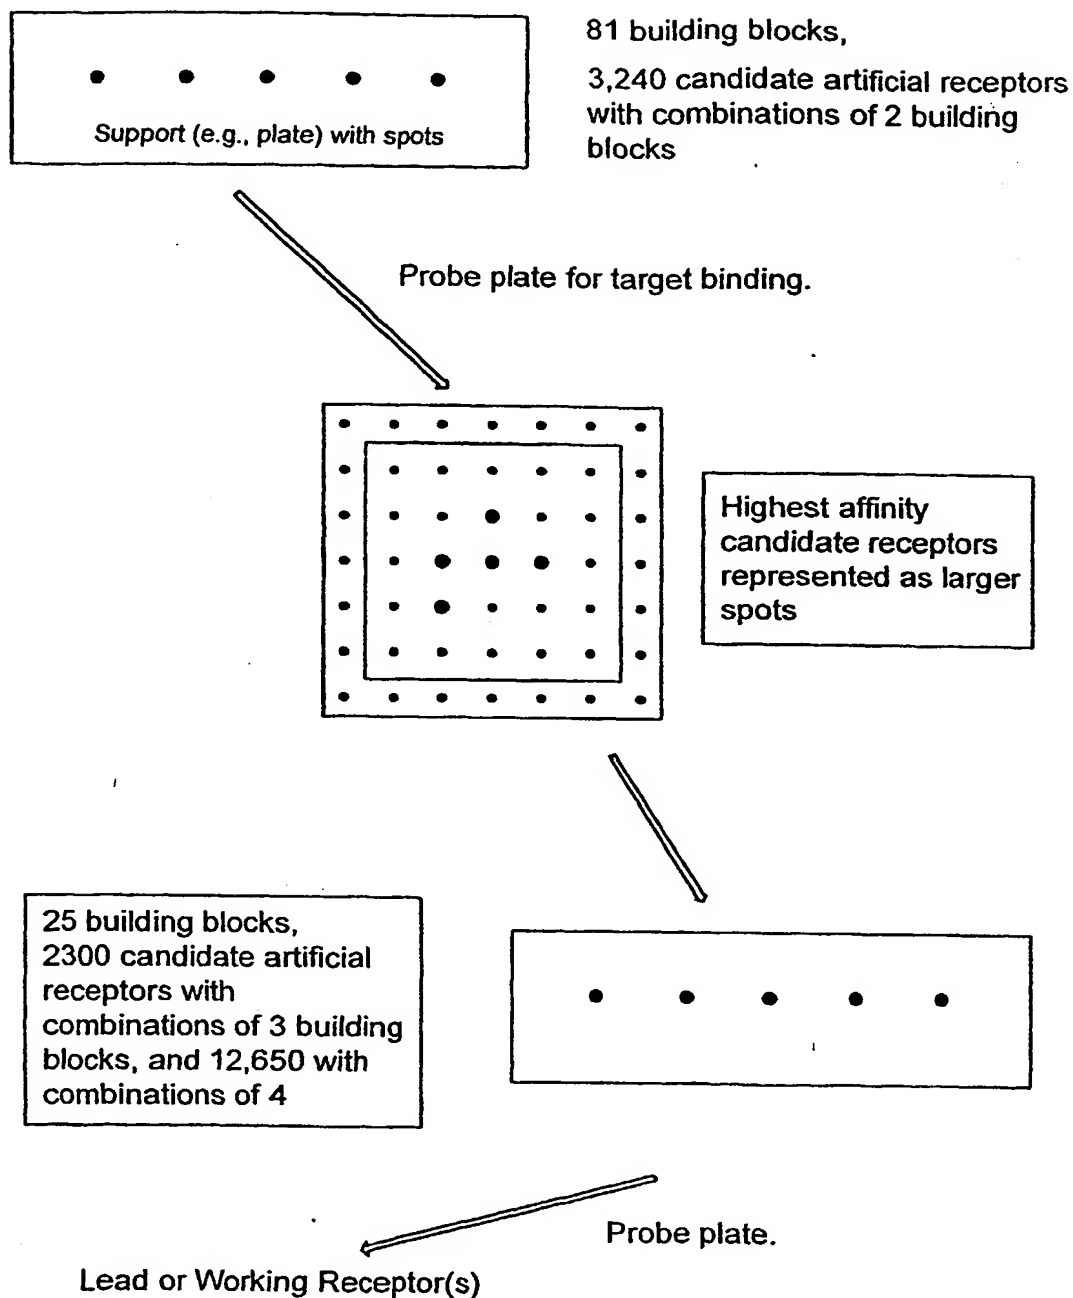 81 building blocks,
3,240 candidate artificial receptors
with combinations of 2 building
blocks
Support (e.g., plate) with spots
Probe plate for target binding.
Highest affinity
candidate receptors
represented as larger
spots
25 building blocks,
2300 candidate artificial
receptors with
combinations of 3 building
blocks, and 12,650 with
combinations of 4
Probe plate.
Lead or Working Receptor(s)